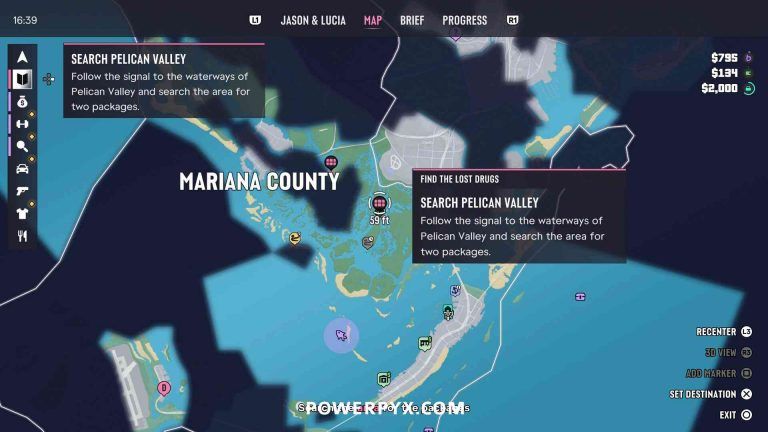 16:39
L1 JASON & LUCIA MAP BRIEF PROGRESS R1
SEARCH PELICAN VALLEY
Follow the signal to the waterways of
Pelican Valley and search the area for
two packages.
$795
$134
$2,000
MARIANA COUNTY
59 ft
FIND THE LOST DRUGS
SEARCH PELICAN VALLEY
Follow the signal to the waterways of
Pelican Valley and search the area for
two packages.
D
RECENTER L3
3D VIEW R3
ADD MARKER
SET DESTINATION
EXIT
POWERPYX.COM